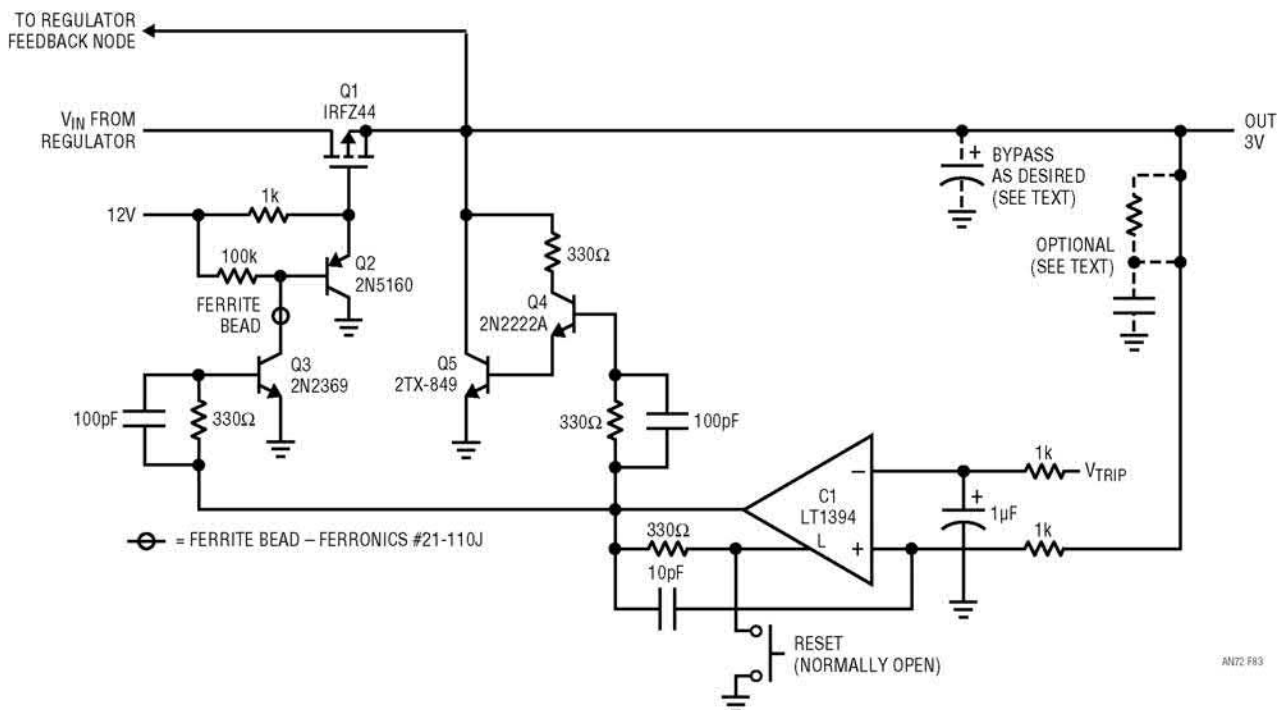 TO REGULATOR
FEEDBACK NODE
Q1
IRFZ44
VIN FROM
REGULATOR
OUT
3V
+
BYPASS
AS DESIRED
(SEE TEXT)
1k
12V
100k
Q2
2N5160
330Ω
OPTIONAL
(SEE TEXT)
FERRITE
BEAD
Q4
2N2222A
Q3
2N2369
Q5
2TX-849
100pF
330Ω
330Ω
100pF
1k
VTRIP
–
C1
LT1394
+
1µF
= FERRITE BEAD – FERRONICS #21-110J
330Ω
L
+
1k
10pF
RESET
(NORMALLY OPEN)
AN72 F83